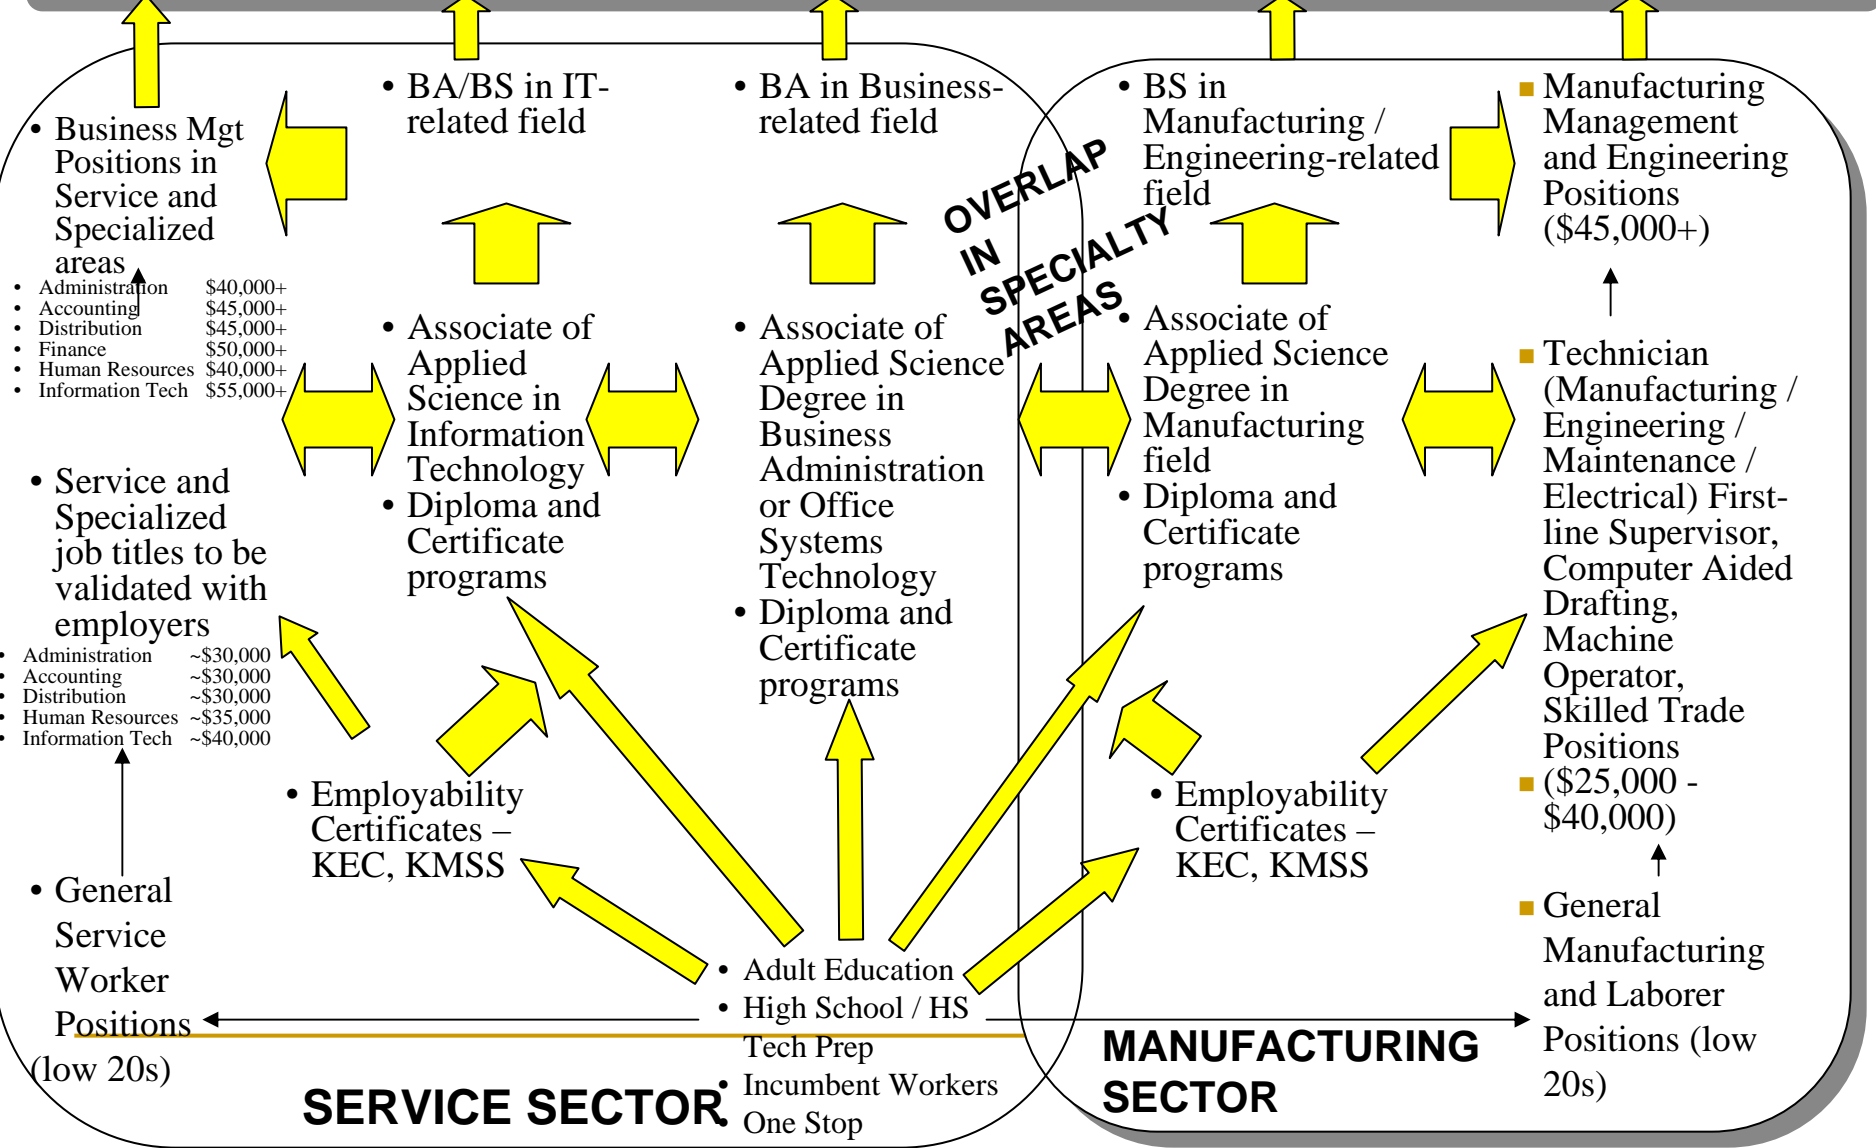 • Business Mgt
Positions in
Service and
Specialized
areas
• Administration $40,000+
• Accounting $45,000+
• Distribution $45,000+
• Finance $50,000+
• Human Resources $40,000+
• Information Tech $55,000+
• Service and
Specialized
job titles to be
validated with
employers
• Administration ~$30,000
• Accounting ~$30,000
• Distribution ~$30,000
• Human Resources ~$35,000
• Information Tech ~$40,000
• General
Service
Worker
Positions
(low 20s)
• BA/BS in IT-
related field
• Associate of
Applied
Science in
Information
Technology
• Diploma and
Certificate
programs
• Employability
Certificates –
KEC, KMSS
• BA in Business-
related field
• Associate of
Applied Science
Degree in
Business
Administration
or Office
Systems
Technology
• Diploma and
Certificate
programs
• Adult Education
• High School / HS
Tech Prep
• Incumbent Workers
• One Stop
SERVICE SECTOR
OVERLAP
IN
SPECIALTY
AREAS
• BS in
Manufacturing /
Engineering-related
field
• Associate of
Applied Science
Degree in
Manufacturing
field
• Diploma and
Certificate
programs
• Employability
Certificates –
KEC, KMSS
MANUFACTURING
SECTOR
■ Manufacturing
Management
and Engineering
Positions
($45,000+)
■ Technician
(Manufacturing /
Engineering /
Maintenance /
Electrical) First-
line Supervisor,
Computer Aided
Drafting,
Machine
Operator,
Skilled Trade
Positions
■ ($25,000 -
$40,000)
■ General
Manufacturing
and Laborer
Positions (low
20s)